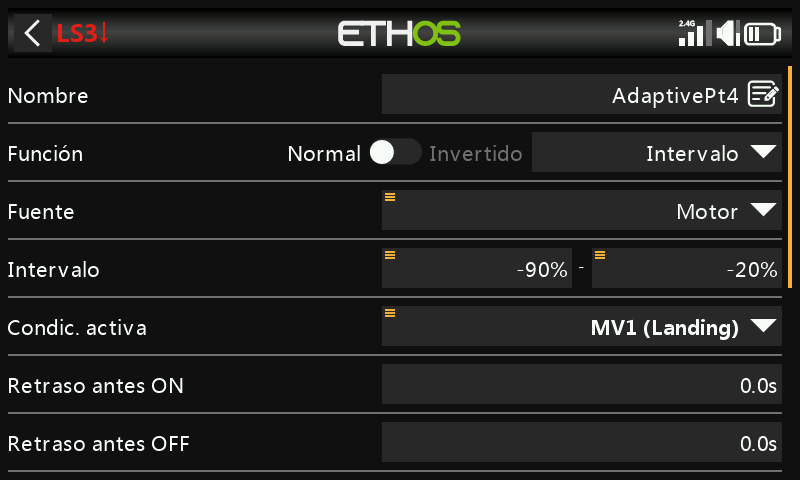 LS3↓ ETHOS 2.4G
Nombre AdaptivePt4
Función Normal Invertido Intervalo
Fuente Motor
Intervalo -90% - -20%
Condic. activa MV1 (Landing)
Retraso antes ON 0.0s
Retraso antes OFF 0.0s